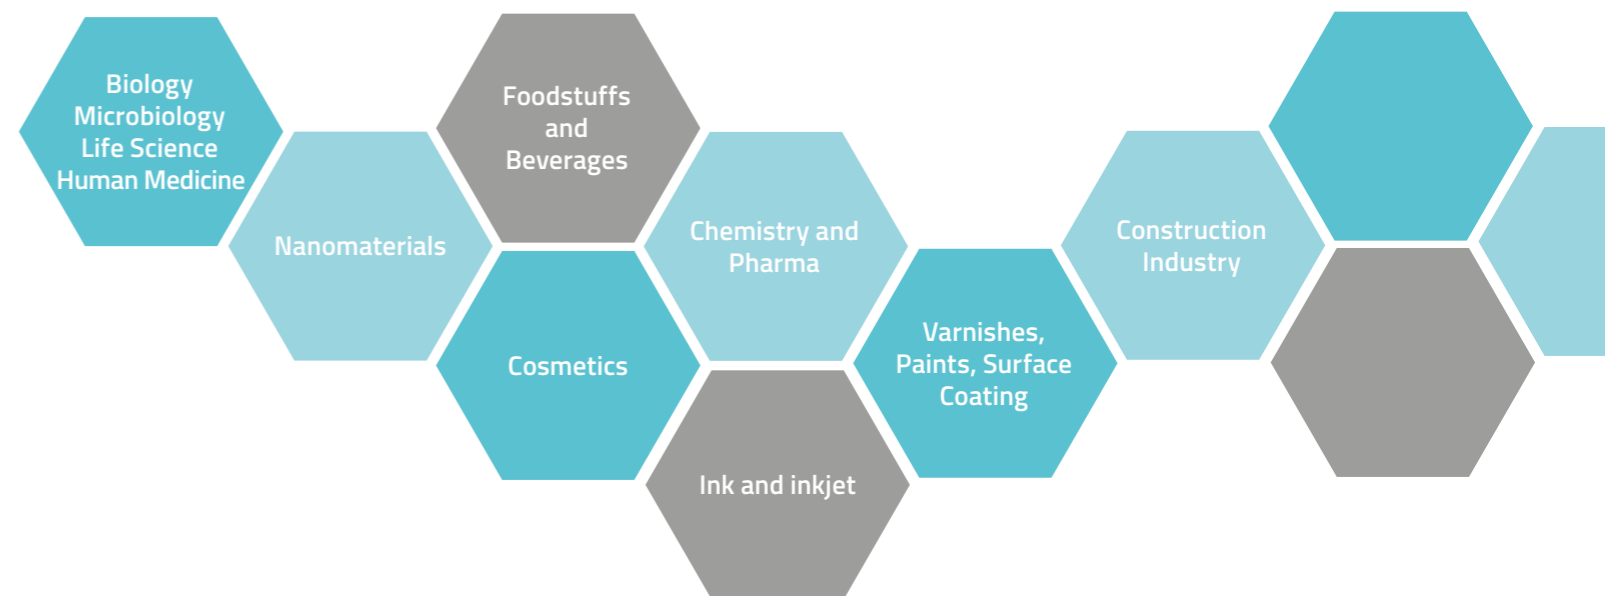 Biology
Microbiology
Life Science
Human Medicine
Nanomaterials
Foodstuffs
and
Beverages
Cosmetics
Chemistry and
Pharma
Ink and inkjet
Varnishes,
Paints, Surface
Coating
Construction
Industry